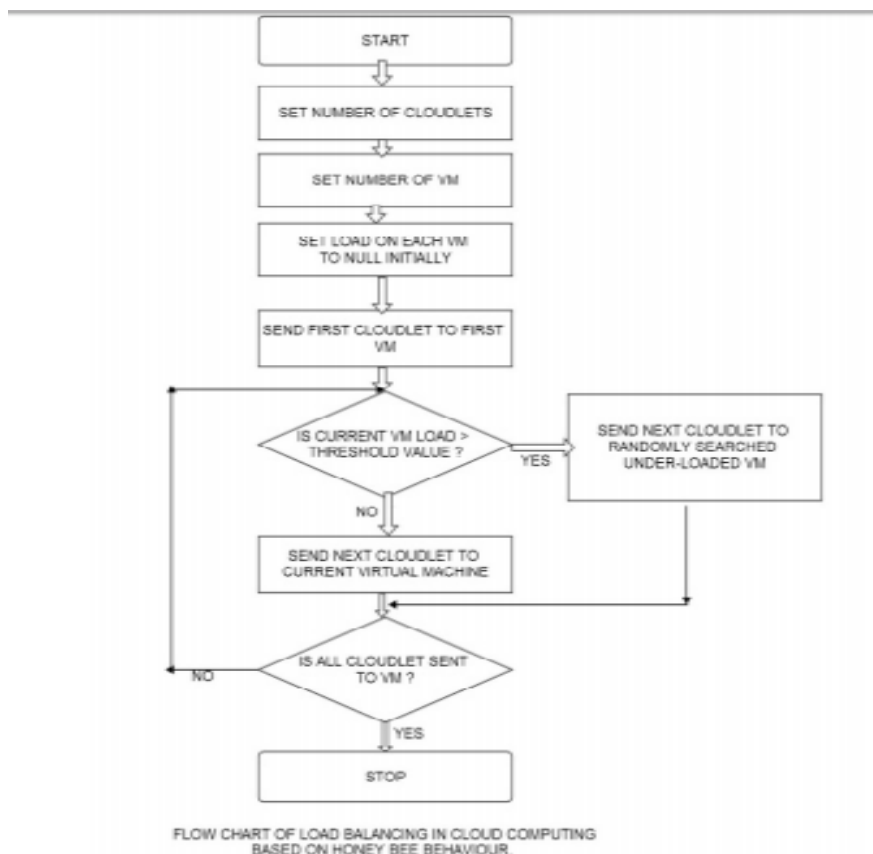 START
SET NUMBER OF CLOUDLETS
SET NUMBER OF VM
SET LOAD ON EACH VM
TO NULL INITIALLY
SEND FIRST CLOUDLET TO FIRST
VM
IS CURRENT VM LOAD >
THRESHOLD VALUE ?
YES
SEND NEXT CLOUDLET TO
RANDOMLY SEARCHED
UNDER-LOADED VM
NO
SEND NEXT CLOUDLET TO
CURRENT VIRTUAL MACHINE
IS ALL CLOUDLET SENT
TO VM ?
NO
YES
STOP
FLOW CHART OF LOAD BALANCING IN CLOUD COMPUTING
BASED ON HONEY BEE BEHAVIOUR.